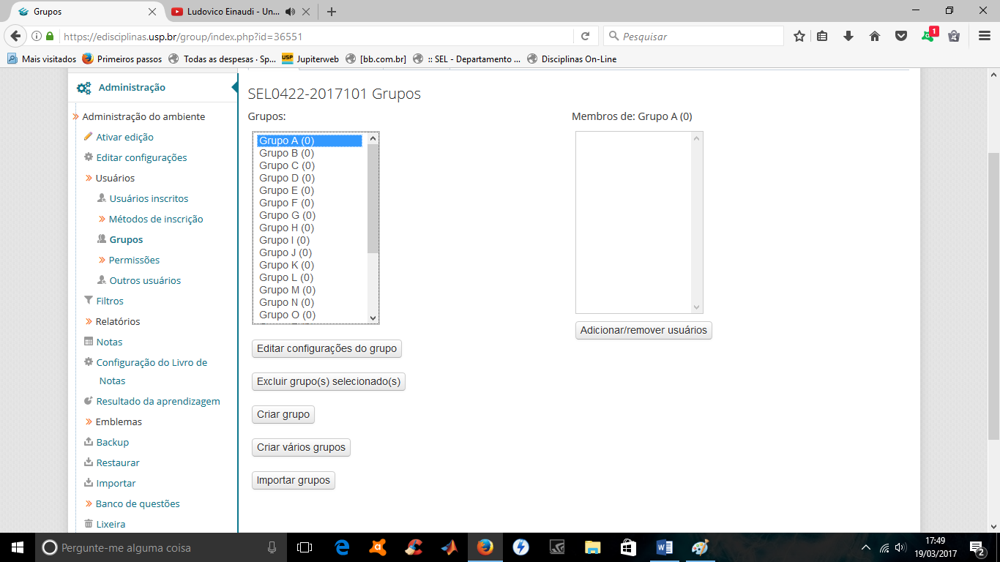 Grupos
Ludovico Einaudi - Un...
https://edisciplinas.usp.br/group/index.php?id=36551
Pesquisar
1
Mais visitados
Primeiros passos
Todas as despesas · Sp...
USP
Jupiterweb
[bb.com.br]
:: SEL - Departamento ...
Disciplinas On-Line
Administração
Administração do ambiente
Ativar edição
Editar configurações
Usuários
Usuários inscritos
Métodos de inscrição
Grupos
Permissões
Outros usuários
Filtros
Relatórios
Notas
Configuração do Livro de
Notas
Resultado da aprendizagem
Emblemas
Backup
Restaurar
Importar
Banco de questões
Lixeira
SEL0422-2017101 Grupos
Grupos:
Grupo A (0)
Grupo B (0)
Grupo C (0)
Grupo D (0)
Grupo E (0)
Grupo F (0)
Grupo G (0)
Grupo H (0)
Grupo I (0)
Grupo J (0)
Grupo K (0)
Grupo L (0)
Grupo M (0)
Grupo N (0)
Grupo O (0)
Editar configurações do grupo
Excluir grupo(s) selecionado(s)
Criar grupo
Criar vários grupos
Importar grupos
Membros de: Grupo A (0)
Adicionar/remover usuários
Pergunte-me alguma coisa
17:49
19/03/2017
2